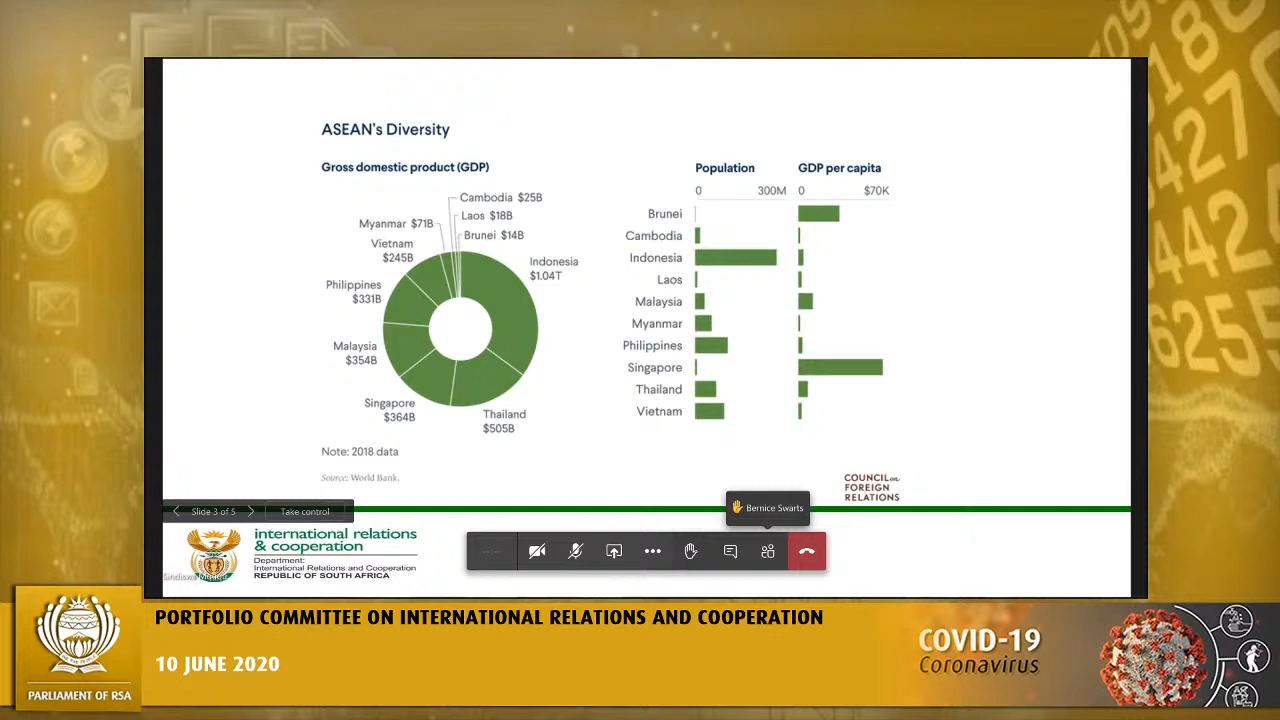 ASEAN's Diversity
Gross domestic product (GDP)
Cambodia $25B
Laos $18B
Myanmar $71B
Brunei $14B
Vietnam
$245B
Indonesia
$1.04T
Philippines
$331B
Malaysia
$354B
Singapore
$364B
Thailand
$505B
Note: 2018 data
Source: World Bank.
Population
GDP per capita
0
300M
0
$70K
Brunei
Cambodia
Indonesia
Laos
Malaysia
Myanmar
Philippines
Singapore
Thailand
Vietnam
COUNCIL on
FOREIGN
RELATIONS
Slide 3 of 5
Take control
Bernice Swarts
international relations
& cooperation
Department:
International Relations and Cooperation
REPUBLIC OF SOUTH AFRICA
PORTFOLIO COMMITTEE ON INTERNATIONAL RELATIONS AND COOPERATION
10 JUNE 2020
PARLIAMENT OF RSA
COVID-19
Coronavirus